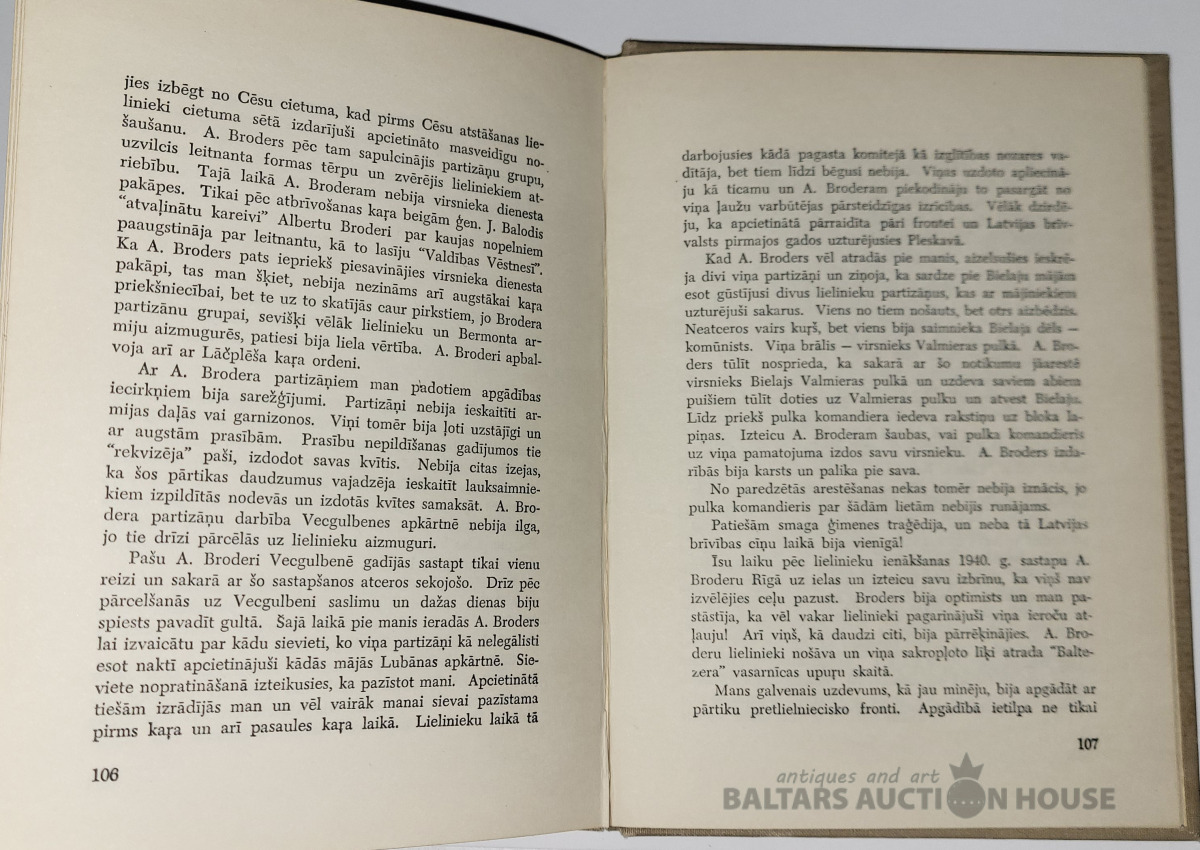 jies izbēgt no Cēsu cietuma, kad pirms Cēsu atstāšanas lie-
linieki cietuma sētā izdarījuši apcietināto masveidīgu no-
šaušanu. A. Broders pēc tam sapulcinājis partizāņu grupu,
uzvilcis leitnanta formas tērpu un zvērējis lieliniekiem at-
riebību. Tajā laikā A. Broderam nebija virsnieka dienesta
pakāpes. Tikai pēc atbrīvošanas kaŗa beigām ģen. J. Balodis
“atvaļinātu kareivi” Albertu Broderi par kaujas nopelniem
paaugstināja par leitnantu, kā to lasīju “Valdības Vēstnesī”.
Ka A. Broders pats iepriekš piesavinājies virsnieka dienesta
pakāpi, tas man šķiet, nebija nezināms arī augstākai kaŗa
priekšniecībai, bet te uz to skatījās caur pirkstiem, jo Brodera
partizāņu grupai, sevišķi vēlāk lielinieku un Bermonta ar-
miju aizmugurēs, patiesi bija liela vērtība. A. Broderi apbal-
voja arī ar Lāčplēša kaŗa ordeni.
Ar A. Brodera partizāņiem man padotiem apgādības
iecirkņiem bija sarežģījumi. Partizāņi nebija ieskaitīti ar-
mijas daļās vai garnizonos. Viņi tomēr bija ļoti uzstājīgi un
ar augstām prasībām. Prasību nepildīšanas gadījumos tie
“rekvizēja” paši, izdodot savas kvītis. Nebija citas izejas,
ka šos pārtikas daudzumus vajadzēja ieskaitīt lauksaimnie-
kiem izpildītās nodevās un izdotās kvītes samaksāt. A. Bro-
dera partizāņu darbība Vecgulbenes apkārtnē nebija ilga,
jo tie drīzi pārcēlās uz lielinieku aizmuguri.
Pašu A. Broderi Vecgulbenē gadījās sastapt tikai vienu
reizi un sakarā ar šo sastapšanos atceros sekojošo. Drīz pēc
pārcelšanās uz Vecgulbeni saslimu un dažas dienas biju
spiests pavadīt gultā. Šajā laikā pie manis ieradās A. Broders
lai izvaicātu par kādu sievieti, ko viņa partizāņi kā nelegālisti
esot naktī apcietinājuši kādās mājās Lubānas apkārtnē. Sie-
viete nopratināšanā izteikusies, ka pazīstot mani. Apcietinātā
tiešām izrādījās man un vēl vairāk manai sievai pazīstama
pirms kaŗa un arī pasaules kaŗa laikā. Lielinieku laikā tā
106
darbojusies kādā pagasta komitejā kā izglītības nozares va-
dītāja, bet tiem līdzi bēgusi nebija. Viņas uzdoto apliecinā-
ju kā ticamu un A. Broderam piekodināju to pasargāt no
viņa ļaužu varbūtējas pārsteidzīgas izrīcības. Vēlāk dzirdē-
ju, ka apcietinātā pārraidīta pāri frontei un Latvijas brīv-
valsts pirmajos gados uzturējusies Pleskavā.
Kad A. Broders vēl atradās pie manis, aizelsušies ieskrē-
ja divi viņa partizāņi un ziņoja, ka sardze pie Bielaju mājām
esot gūstījusi divus lielinieku partizāņus, kas ar mājiniekiem
uzturējuši sakarus. Viens no tiem nošauts, bet otrs aizbēdzis.
Neatceros vairs kuŗš, bet viens bija saimnieka Bielaja dēls —
komūnists. Viņa brālis — virsnieks Valmieras pulkā. A. Bro-
ders tūlīt nosprieda, ka sakarā ar šo notikumu jāarestē
virsnieks Bielajs Valmieras pulkā un uzdeva saviem abiem
puišiem tūlīt doties uz Valmieras pulku un atvest Bielaju.
Līdz priekš pulka komandiera iedeva rakstiņu uz bloka la-
piņas. Izteicu A. Broderam šaubas, vai pulka komandieris
uz viņa pamatojuma izdos savu virsnieku. A. Broders izda-
rībās bija karsts un palika pie sava.
No paredzētās arestēšanas nekas tomēr nebija iznācis, jo
pulka komandieris par šādām lietām nebijis runājams.
Patiešām smaga ģimenes traģēdija, un neba tā Latvijas
brīvības cīņu laikā bija vienīgā!
Īsu laiku pēc lielinieku ienākšanas 1940. g. sastapu A.
Broderu Rīgā uz ielas un izteicu savu izbrīnu, ka viņš nav
izvēlējies ceļu pazust. Broders bija optimists un man pa-
stāstīja, ka vēl vakar lielinieki pagarinājuši viņa ieroču at-
ļauju! Arī viņš, kā daudzi citi, bija pārrēķinājies. A. Bro-
deru lielinieki nošāva un viņa sakropļoto līķi atrada “Balte-
zera” vasarnīcas upuŗu skaitā.
Mans galvenais uzdevums, kā jau minēju, bija apgādāt ar
pārtiku pretlielniecisko fronti. Apgādībā ietilpa ne tikai
107
antiques and art
BALTARS AUCTION HOUSE